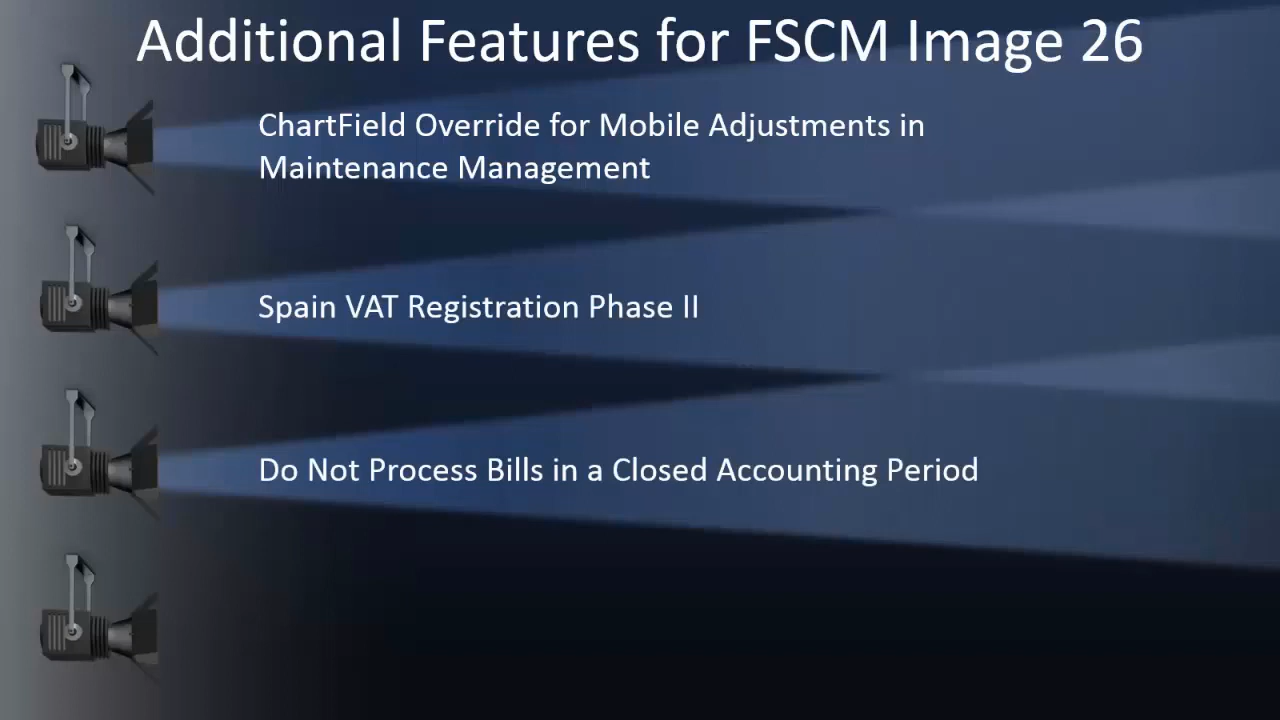 Additional Features for FSCM Image 26
ChartField Override for Mobile Adjustments in
Maintenance Management
Spain VAT Registration Phase II
Do Not Process Bills in a Closed Accounting Period